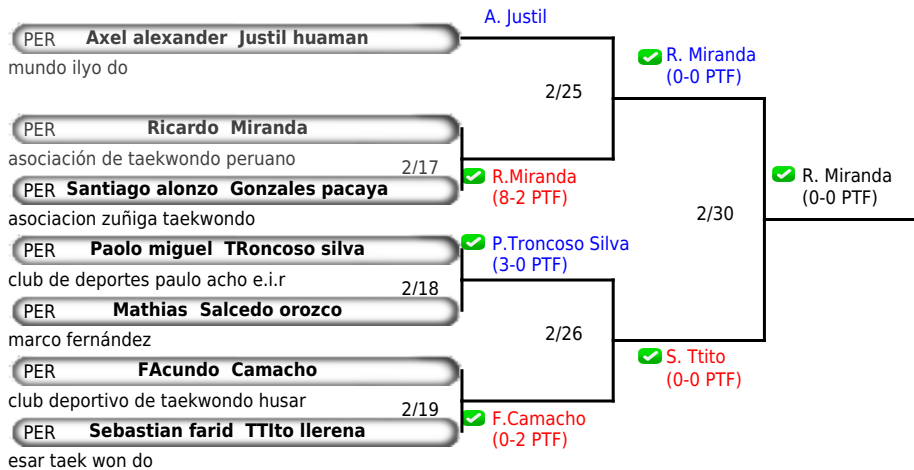 A. Justil
PER Axel alexander Justil huaman
mundo ilyo do
R. Miranda
(0-0 PTF)
2/25
PER Ricardo Miranda
asociación de taekwondo peruano
2/17
R.Miranda
(8-2 PTF)
PER Santiago alonzo Gonzales pacaya
asociacion zuñiga taekwondo
R. Miranda
(0-0 PTF)
2/30
PER Paolo miguel TRoncoso silva
club de deportes paulo acho e.i.r
P.Troncoso Silva
(3-0 PTF)
2/18
PER Mathias Salcedo orozco
marco fernández
2/26
S. Ttito
(0-0 PTF)
PER FAcundo Camacho
club deportivo de taekwondo husar
2/19
F.Camacho
(0-2 PTF)
PER Sebastian farid TTIto llerena
esar taek won do